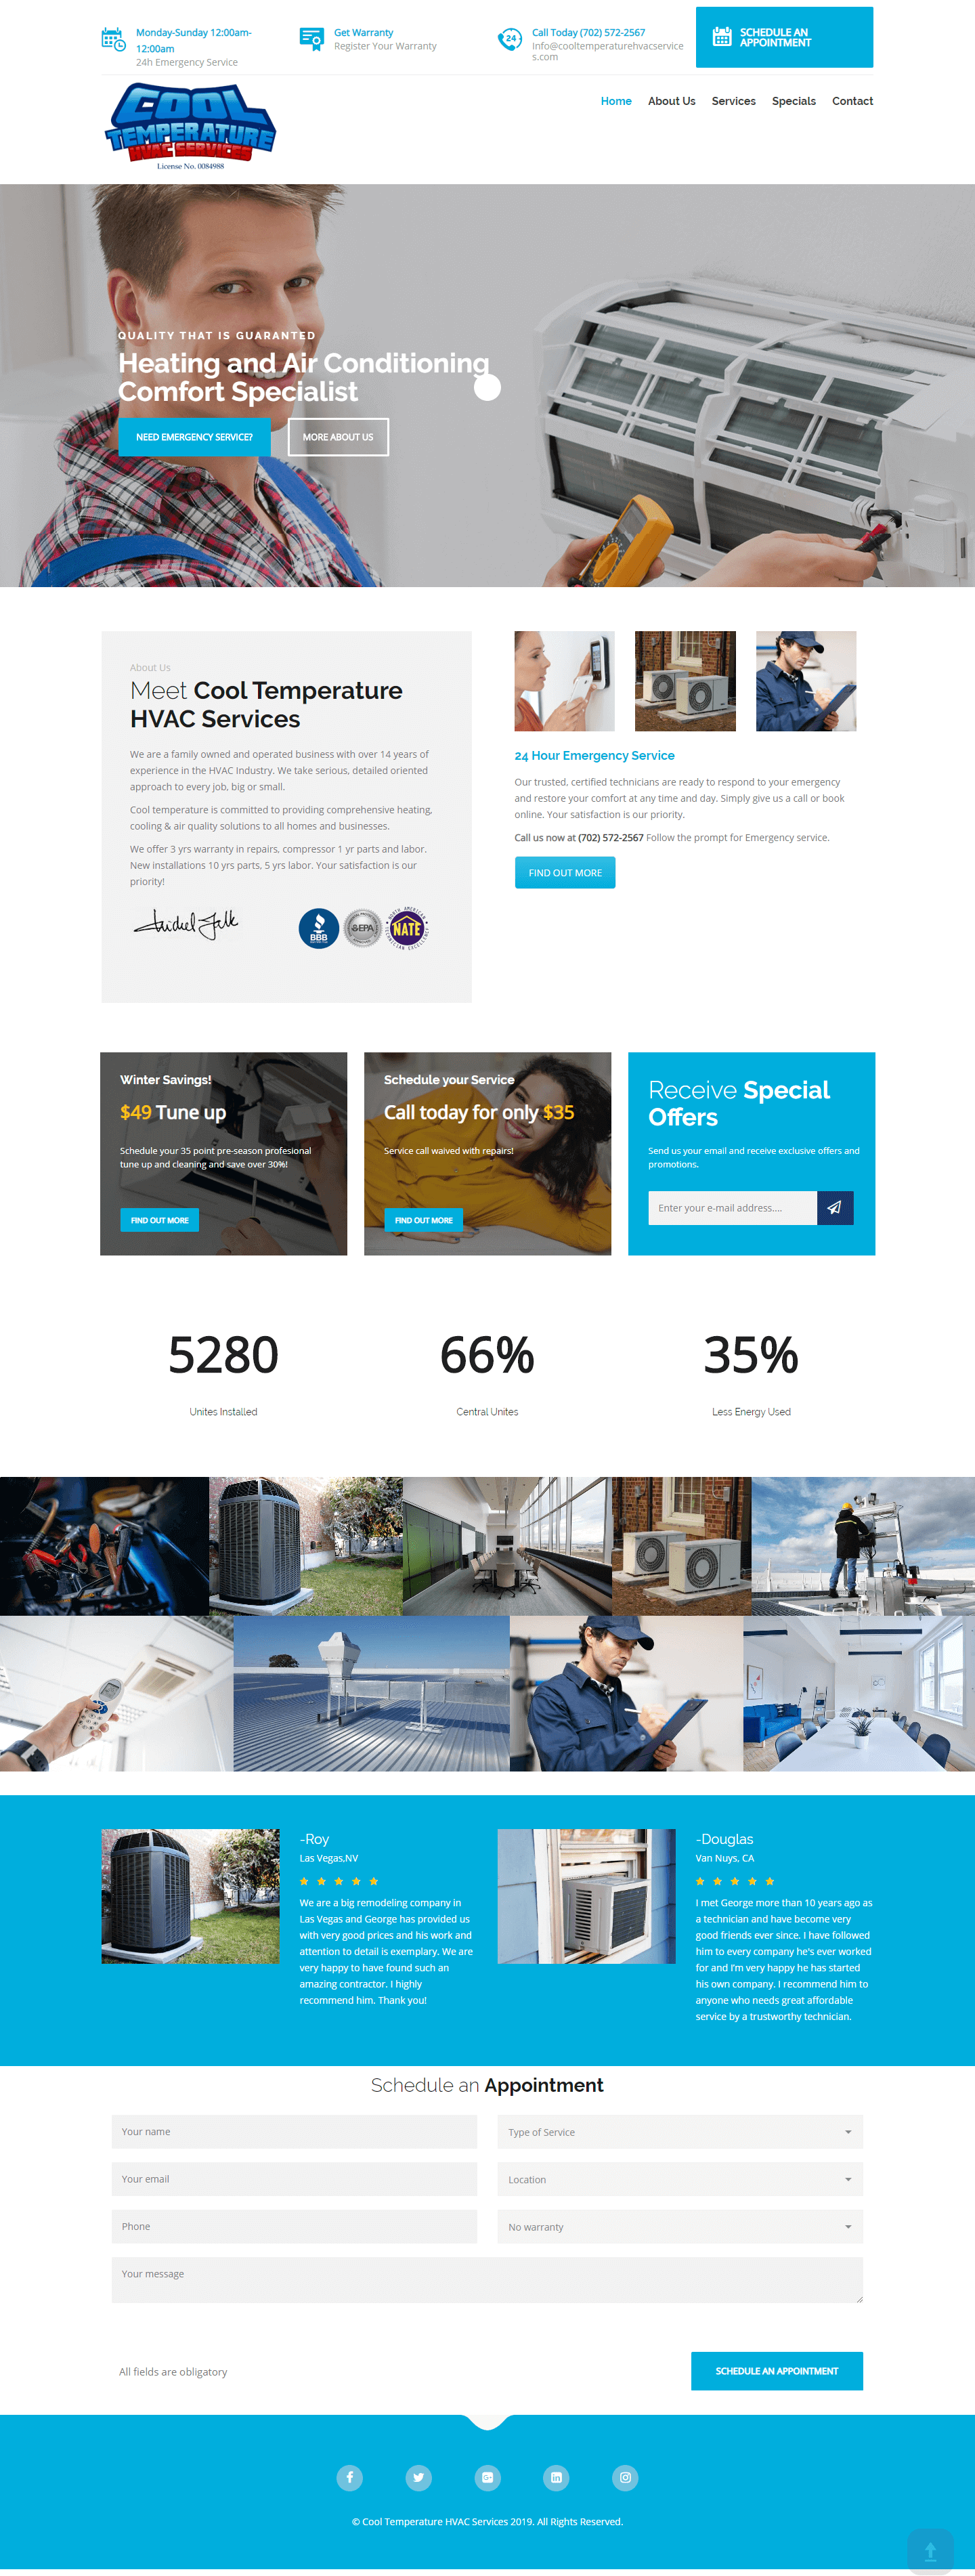 Monday-Sunday 12:00am-
12:00am
24h Emergency Service
Get Warranty
Register Your Warranty
Call Today (702) 572-2567
Info@cooltemperaturehvacservice
s.com
SCHEDULE AN
APPOINTMENT
COOL
TEMPERATURE
HVAC SERVICES
License No. 0084988
Home
About Us
Services
Specials
Contact
QUALITY THAT IS GUARANTED
Heating and Air Conditioning
Comfort Specialist
NEED EMERGENCY SERVICE?
MORE ABOUT US
About Us
Meet Cool Temperature
HVAC Services
We are a family owned and operated business with over 14 years of
experience in the HVAC Industry. We take serious, detailed oriented
approach to every job, big or small.
Cool temperature is committed to providing comprehensive heating,
cooling & air quality solutions to all homes and businesses.
We offer 3 yrs warranty in repairs, compressor 1 yr parts and labor.
New installations 10 yrs parts, 5 yrs labor. Your satisfaction is our
priority!
BBB
EPA
NATE
24 Hour Emergency Service
Our trusted, certified technicians are ready to respond to your emergency
and restore your comfort at any time and day. Simply give us a call or book
online. Your satisfaction is our priority.
Call us now at (702) 572-2567 Follow the prompt for Emergency service.
FIND OUT MORE
Winter Savings!
$49 Tune up
Schedule your 35 point pre-season profesional
tune up and cleaning and save over 30%!
FIND OUT MORE
Schedule your Service
Call today for only $35
Service call waived with repairs!
FIND OUT MORE
Receive Special
Offers
Send us your email and receive exclusive offers and
promotions.
Enter your e-mail address....
5280
Unites Installed
66%
Central Unites
35%
Less Energy Used
-Roy
Las Vegas,NV
We are a big remodeling company in
Las Vegas and George has provided us
with very good prices and his work and
attention to detail is exemplary. We are
very happy to have found such an
amazing contractor. I highly
recommend him. Thank you!
-Douglas
Van Nuys, CA
I met George more than 10 years ago as
a technician and have become very
good friends ever since. I have followed
him to every company he's ever worked
for and I'm very happy he has started
his own company. I recommend him to
anyone who needs great affordable
service by a trustworthy technician.
Schedule an Appointment
Your name
Type of Service
Your email
Location
Phone
No warranty
Your message
All fields are obligatory
SCHEDULE AN APPOINTMENT
© Cool Temperature HVAC Services 2019. All Rights Reserved.